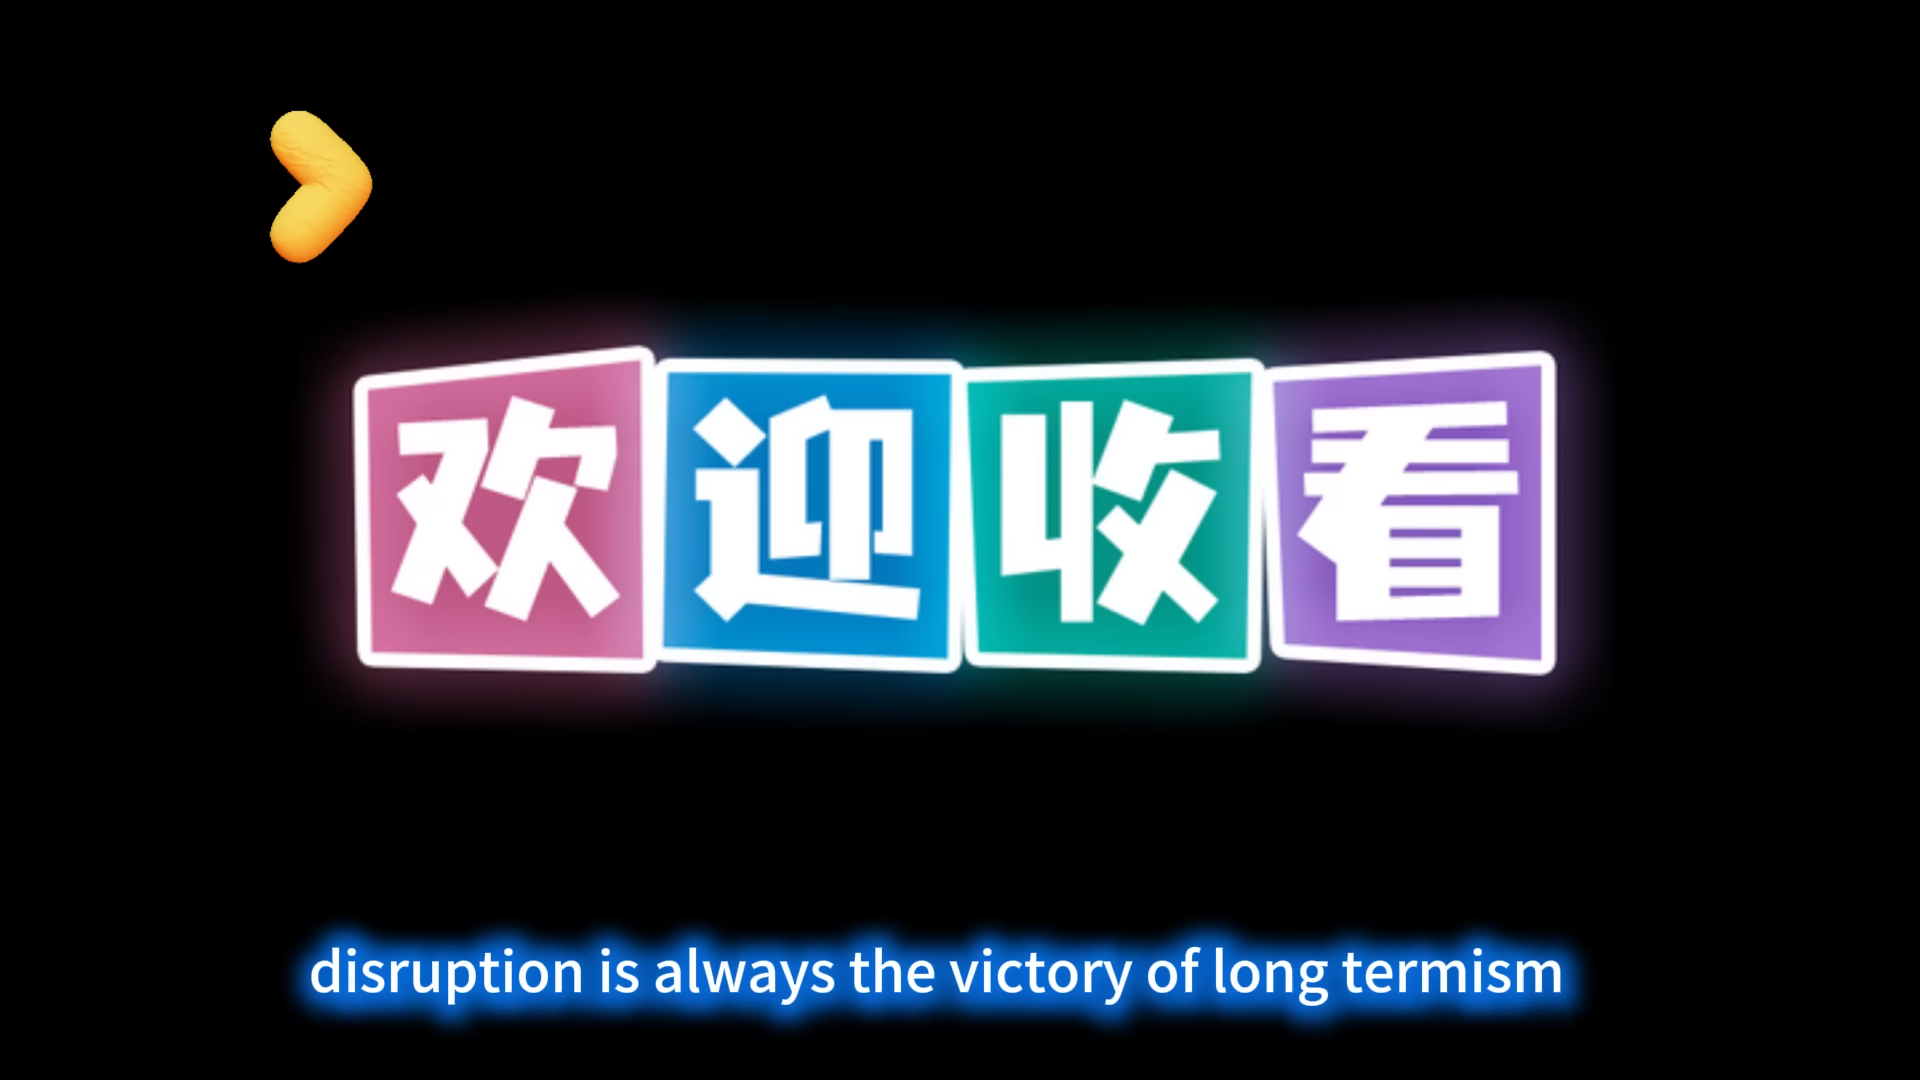 欢迎收看
disruption is always the victory of long termism